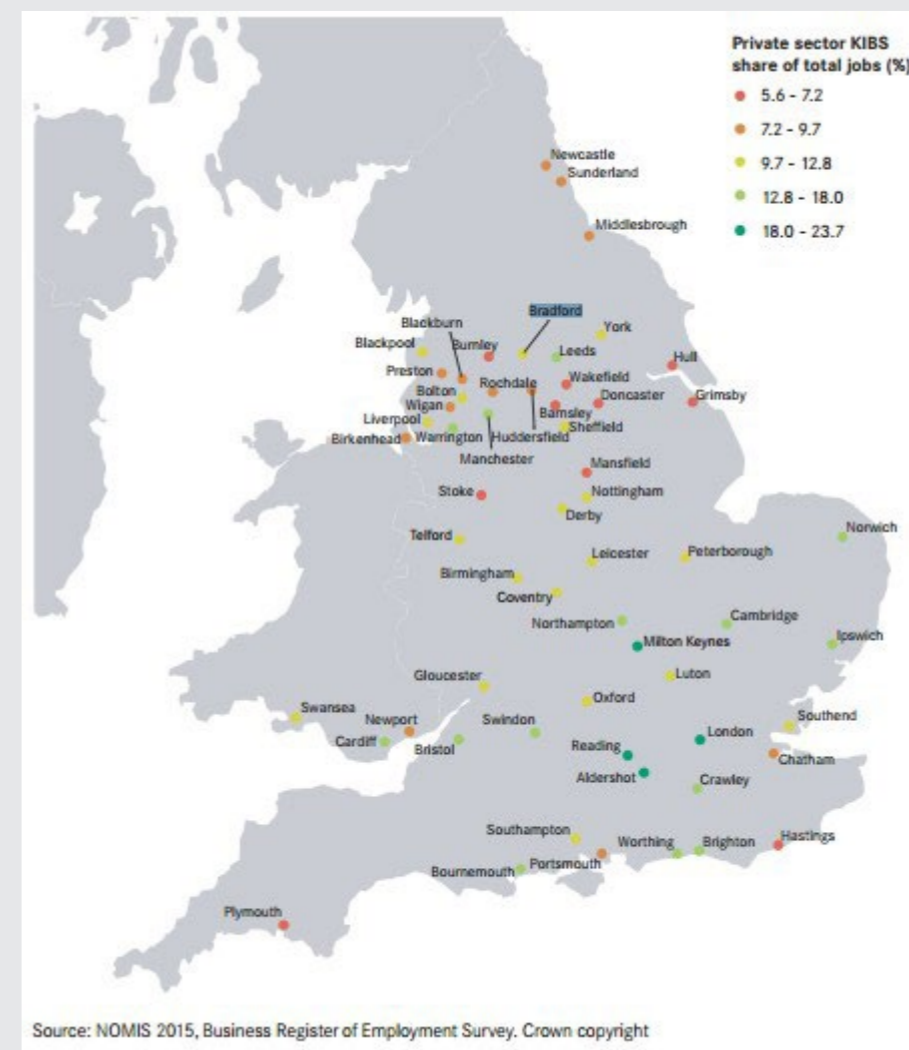 Private sector KIBS
share of total jobs (%)
5.6 - 7.2
7.2 - 9.7
9.7 - 12.8
12.8 - 18.0
18.0 - 23.7
Newcastle
Sunderland
Middlesbrough
Bradford
Blackburn
York
Blackpool
Burnley
Leeds
Hull
Preston
Rochdale
Wakefield
Bolton
Doncaster
Grimsby
Wigan
Barnsley
Liverpool
Sheffield
Birkenhead
Warrington
Huddersfield
Manchester
Mansfield
Stoke
Nottingham
Derby
Norwich
Telford
Leicester
Peterborough
Birmingham
Coventry
Northampton
Cambridge
Milton Keynes
Ipswich
Gloucester
Luton
Oxford
Swansea
Newport
Swindon
Southend
Cardiff
Bristol
Reading
London
Chatham
Aldershot
Crawley
Southampton
Worthing
Brighton
Hastings
Bournemouth
Portsmouth
Plymouth
Source: NOMIS 2015, Business Register of Employment Survey. Crown copyright